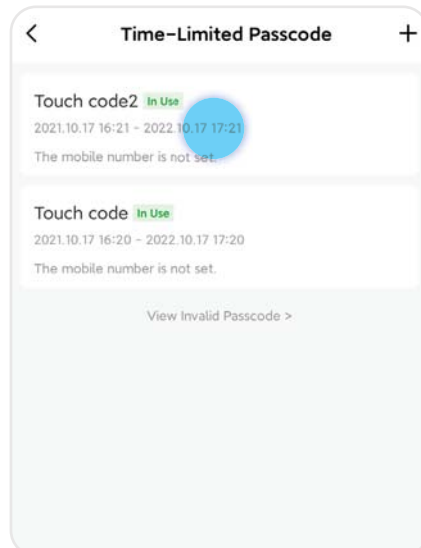 Time-Limited Passcode
Touch code2 In Use
2021.10.17 16:21 - 2022.10.17 17:21
The mobile number is not set.
Touch code In Use
2021.10.17 16:20 - 2022.10.17 17:20
The mobile number is not set.
View Invalid Passcode >